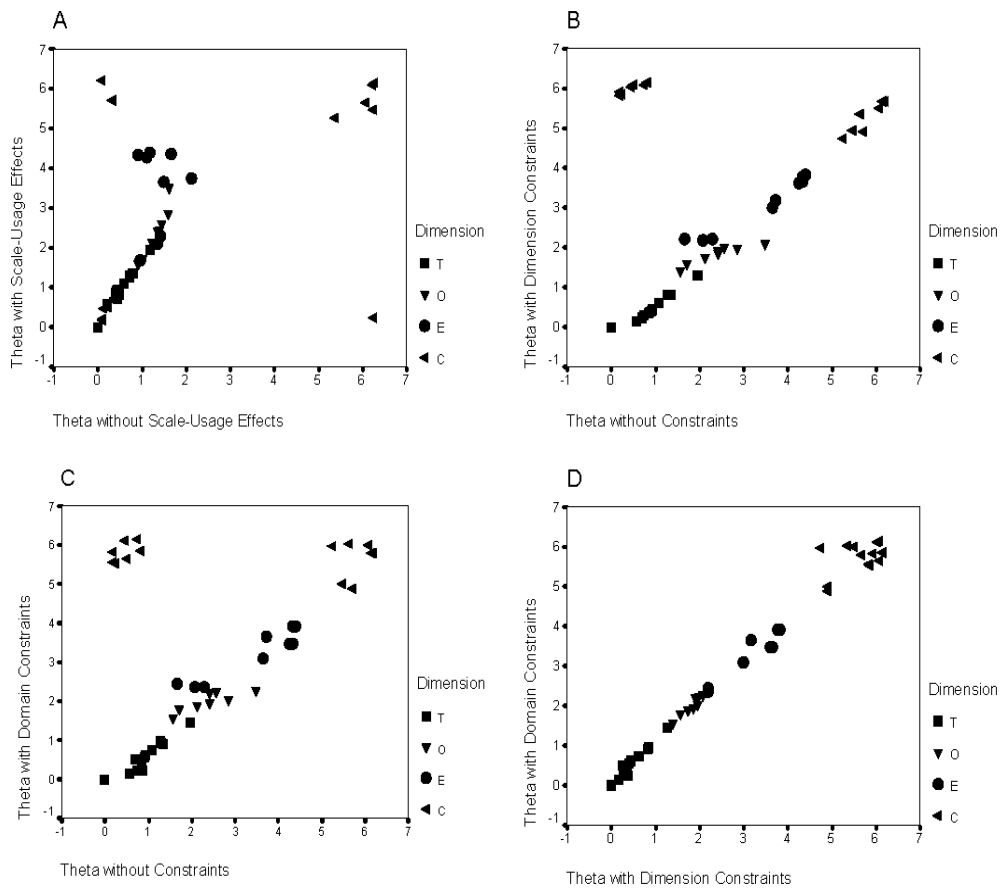 A
Theta with Scale-Usage Effects
7
6
5
4
3
2
1
0
-1
-1 0 1 2 3 4 5 6 7
Theta without Scale-Usage Effects
Dimension
T
O
E
C
B
Theta with Dimension Constraints
7
6
5
4
3
2
1
0
-1
-1 0 1 2 3 4 5 6 7
Theta without Constraints
Dimension
T
O
E
C
C
Theta with Domain Constraints
7
6
5
4
3
2
1
0
-1
-1 0 1 2 3 4 5 6 7
Theta without Constraints
Dimension
T
O
E
C
D
Theta with Domain Constraints
7
6
5
4
3
2
1
0
-1
-1 0 1 2 3 4 5 6 7
Theta with Dimension Constraints
Dimension
T
O
E
C